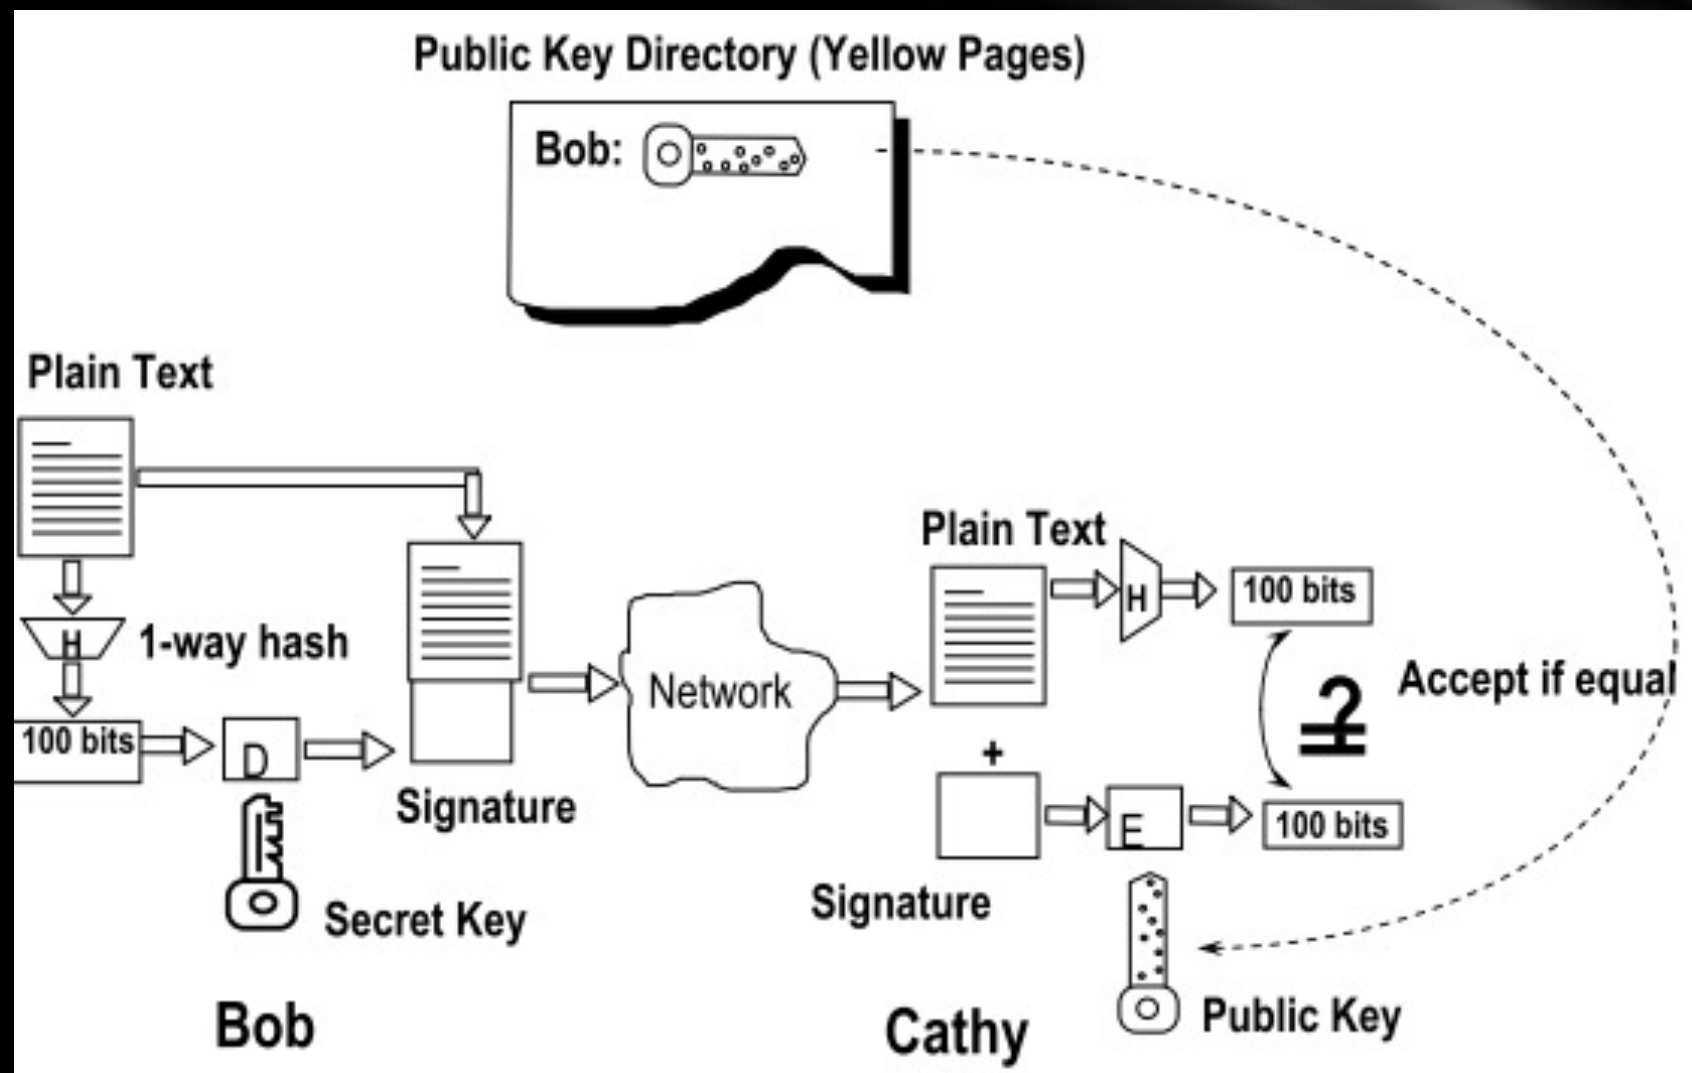 Public Key Directory (Yellow Pages)
Bob:
Plain Text
H
1-way hash
100 bits
D
Signature
Secret Key
Bob
Network
Plain Text
H
100 bits
?
=
Accept if equal
+
E
100 bits
Signature
Public Key
Cathy